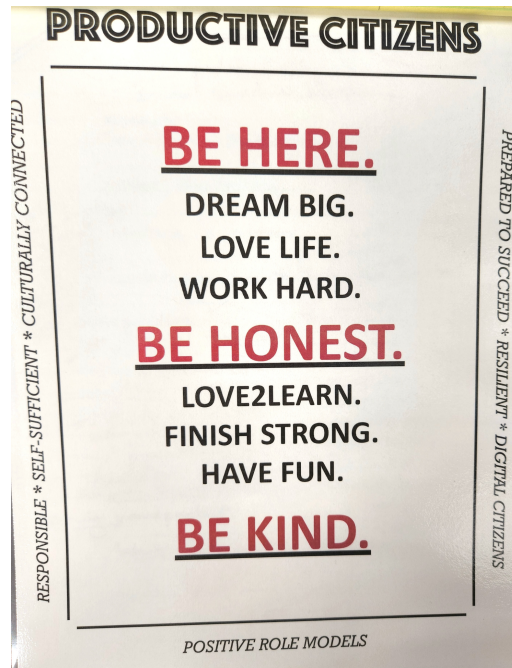 PRODUCTIVE CITIZENS
RESPONSIBLE * SELF-SUFFICIENT * CULTURALLY CONNECTED
BE HERE.
DREAM BIG.
LOVE LIFE.
WORK HARD.
BE HONEST.
LOVE2LEARN.
FINISH STRONG.
HAVE FUN.
BE KIND.
PREPARED TO SUCCEED * RESILIENT * DIGITAL CITIZENS
POSITIVE ROLE MODELS